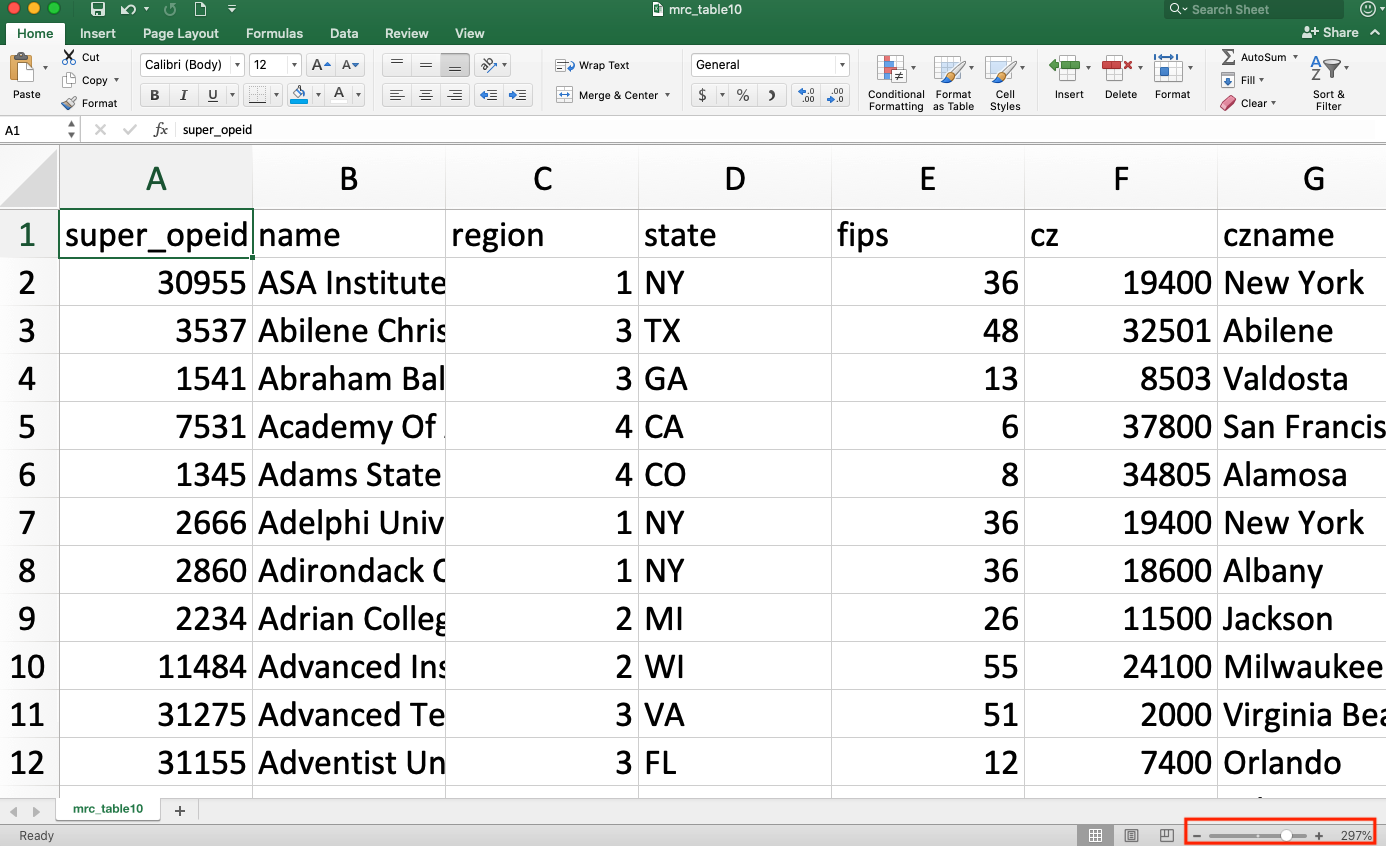 mrc_table10
Search Sheet
Home Insert Page Layout Formulas Data Review View
Share
Paste
Cut
Copy
Format
Calibri (Body) 12
B I U A
Wrap Text
Merge & Center
General
$ % .00 .00
Conditional Formatting
Format as Table
Cell Styles
Insert
Delete
Format
AutoSum
Fill
Clear
Sort & Filter
A1 fx super_opeid
A B C D E F G
1 super_opeid name region state fips cz czname
2 30955 ASA Institute 1 NY 36 19400 New York
3 3537 Abilene Chris 3 TX 48 32501 Abilene
4 1541 Abraham Bal 3 GA 13 8503 Valdosta
5 7531 Academy Of 4 CA 6 37800 San Francis
6 1345 Adams State 4 CO 8 34805 Alamosa
7 2666 Adelphi Univ 1 NY 36 19400 New York
8 2860 Adirondack C 1 NY 36 18600 Albany
9 2234 Adrian Colleg 2 MI 26 11500 Jackson
10 11484 Advanced Ins 2 WI 55 24100 Milwaukee
11 31275 Advanced Te 3 VA 51 2000 Virginia Bea
12 31155 Adventist Un 3 FL 12 7400 Orlando
mrc_table10 +
Ready
− + 297%